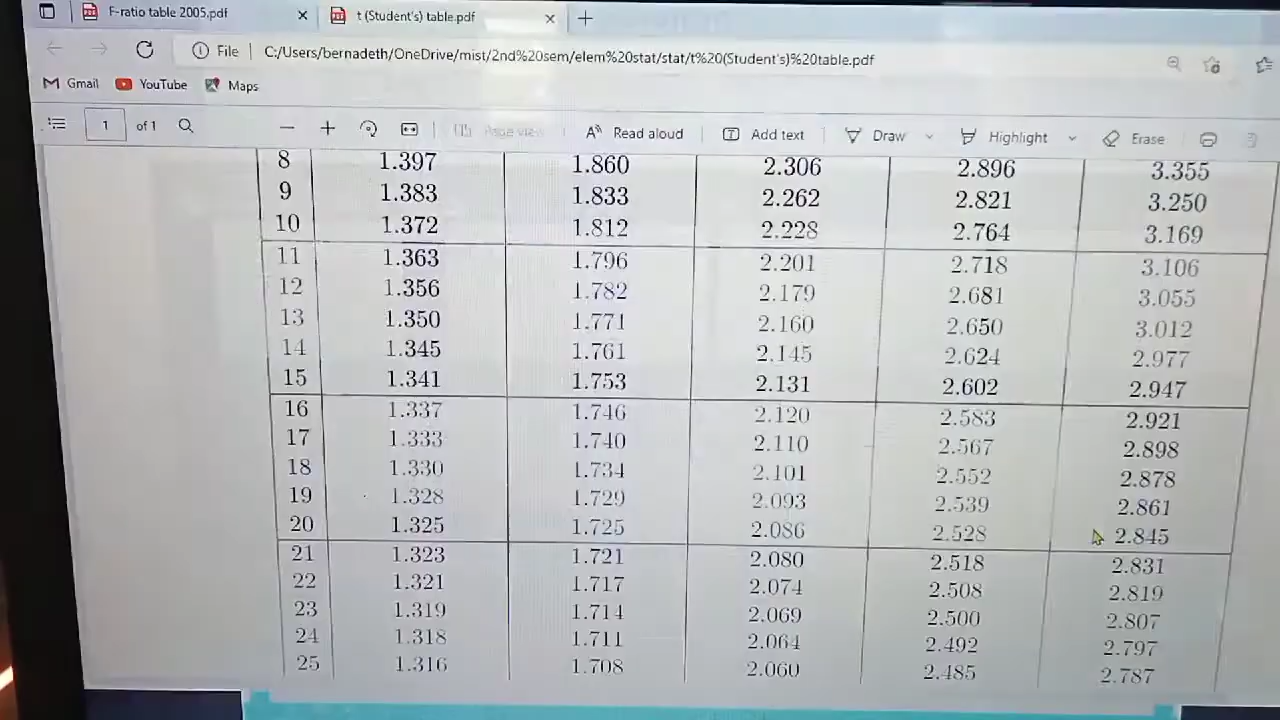 F-ratio table 2005.pdf
t (Student's) table.pdf
File C:/Users/bernadeth/OneDrive/mist/2nd%20sem/elem%20stat/stat/t%20(Student's)%20table.pdf
Gmail YouTube Maps
1 of 1 Page view Read aloud Add text Draw Highlight Erase
8 1.397 1.860 2.306 2.896 3.355
9 1.383 1.833 2.262 2.821 3.250
10 1.372 1.812 2.228 2.764 3.169
11 1.363 1.796 2.201 2.718 3.106
12 1.356 1.782 2.179 2.681 3.055
13 1.350 1.771 2.160 2.650 3.012
14 1.345 1.761 2.145 2.624 2.977
15 1.341 1.753 2.131 2.602 2.947
16 1.337 1.746 2.120 2.583 2.921
17 1.333 1.740 2.110 2.567 2.898
18 1.330 1.734 2.101 2.552 2.878
19 1.328 1.729 2.093 2.539 2.861
20 1.325 1.725 2.086 2.528 2.845
21 1.323 1.721 2.080 2.518 2.831
22 1.321 1.717 2.074 2.508 2.819
23 1.319 1.714 2.069 2.500 2.807
24 1.318 1.711 2.064 2.492 2.797
25 1.316 1.708 2.060 2.485 2.787